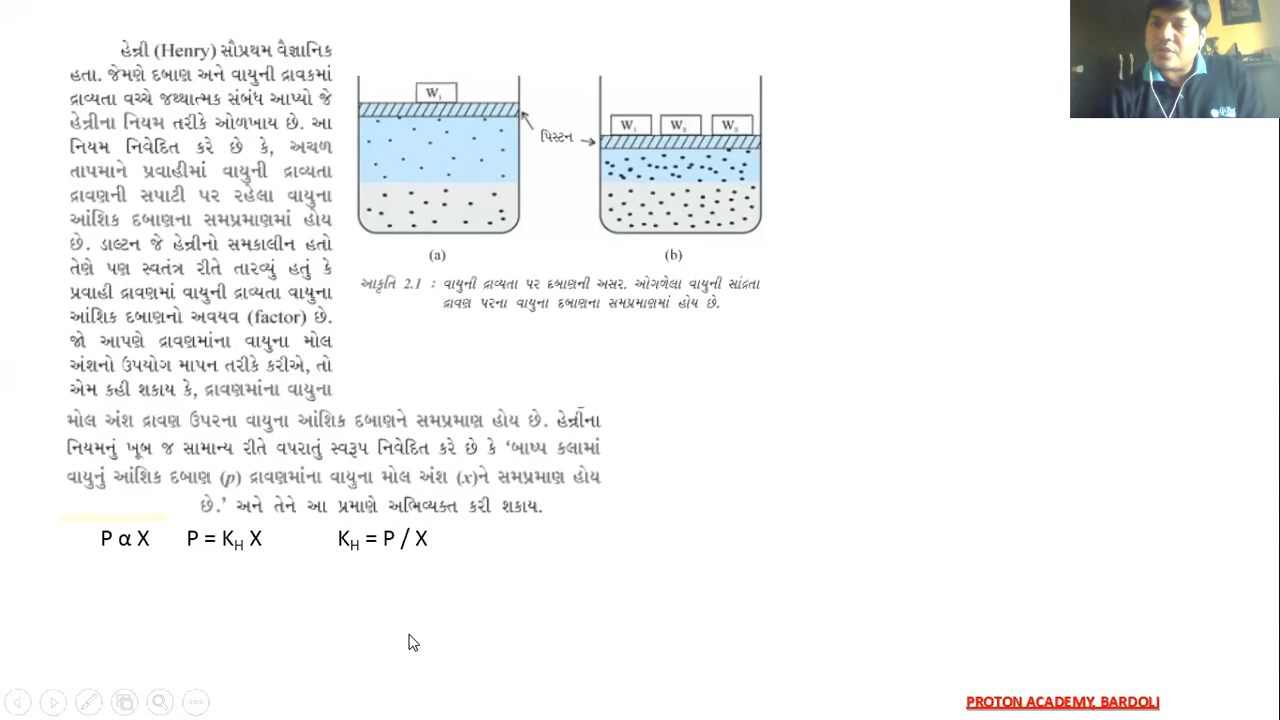 હેન્રી (Henry) સૌપ્રથમ વૈજ્ઞાનિક
હતા. જેમણે દબાણ અને વાયુની દ્રાવકમાં
દ્રાવ્યતા વચ્ચે જથ્થાત્મક સંબંધ આપ્યો જે
હેન્રીના નિયમ તરીકે ઓળખાય છે. આ
નિયમ નિવેદિત કરે છે કે, અચળ
તાપમાને પ્રવાહીમાં વાયુની દ્રાવ્યતા
દ્રાવણની સપાટી પર રહેલા વાયુના
આંશિક દબાણના સમપ્રમાણમાં હોય
છે. ડાલ્ટન જે હેન્રીનો સમકાલીન હતો
તેણે પણ સ્વતંત્ર રીતે તારવ્યું હતું કે
પ્રવાહી દ્રાવણમાં વાયુની દ્રાવ્યતા વાયુના
આંશિક દબાણનો અવયવ (factor) છે.
જો આપણે દ્રાવણમાંના વાયુના મોલ
અંશનો ઉપયોગ માપન તરીકે કરીએ, તો
એમ કહી શકાય કે, દ્રાવણમાંના વાયુના
મોલ અંશ દ્રાવણ ઉપરના વાયુના આંશિક દબાણને સમપ્રમાણ હોય છે. હેન્રીના
નિયમનું ખૂબ જ સામાન્ય રીતે વપરાતું સ્વરૂપ નિવેદિત કરે છે કે ‘બાષ્પ કલામાં
વાયુનું આંશિક દબાણ (p) દ્રાવણમાંના વાયુના મોલ અંશ (x)ને સમપ્રમાણ હોય
છે.’ અને તેને આ પ્રમાણે અભિવ્યક્ત કરી શકાય.
W₁
પિસ્ટન
W₁ W₂ W₃
(a) (b)
આકૃતિ 2.1 : વાયુની દ્રાવ્યતા પર દબાણની અસર. ઓગળેલા વાયુની સાંદ્રતા
દ્રાવણ પરના વાયુના દબાણના સમપ્રમાણમાં હોય છે.
P α X P = K_H X K_H = P / X
PROTON ACADEMY, BARDOLI